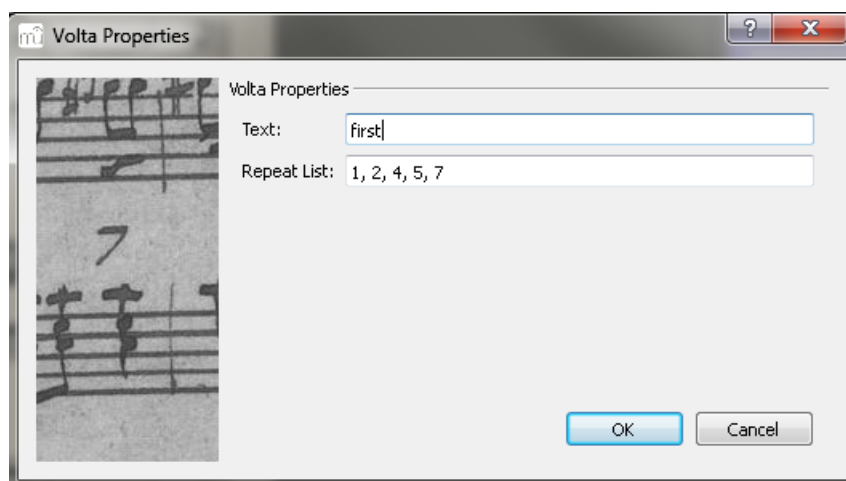 Volta Properties
Volta Properties
Text: first
Repeat List: 1, 2, 4, 5, 7
7
OK Cancel